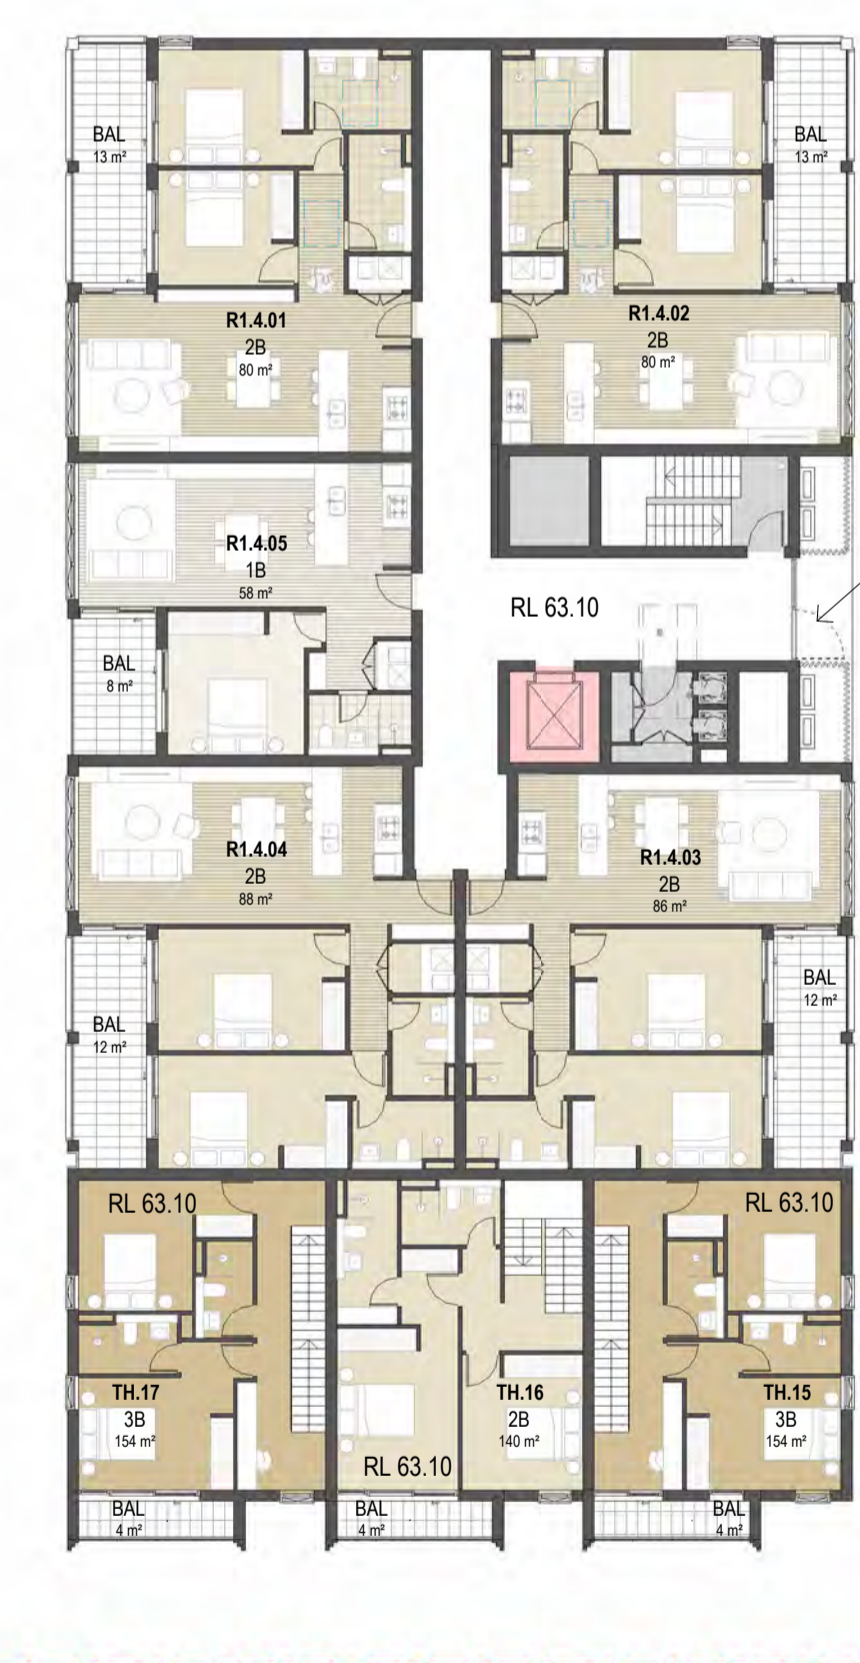 BAL
13 m²
BAL
13 m²
R1.4.01
2B
80 m²
R1.4.02
2B
80 m²
R1.4.05
1B
58 m²
RL 63.10
BAL
8 m²
R1.4.04
2B
88 m²
R1.4.03
2B
86 m²
BAL
12 m²
BAL
12 m²
RL 63.10
RL 63.10
TH.17
3B
154 m²
TH.16
2B
140 m²
TH.15
3B
154 m²
RL 63.10
BAL
4 m²
BAL
4 m²
BAL
4 m²